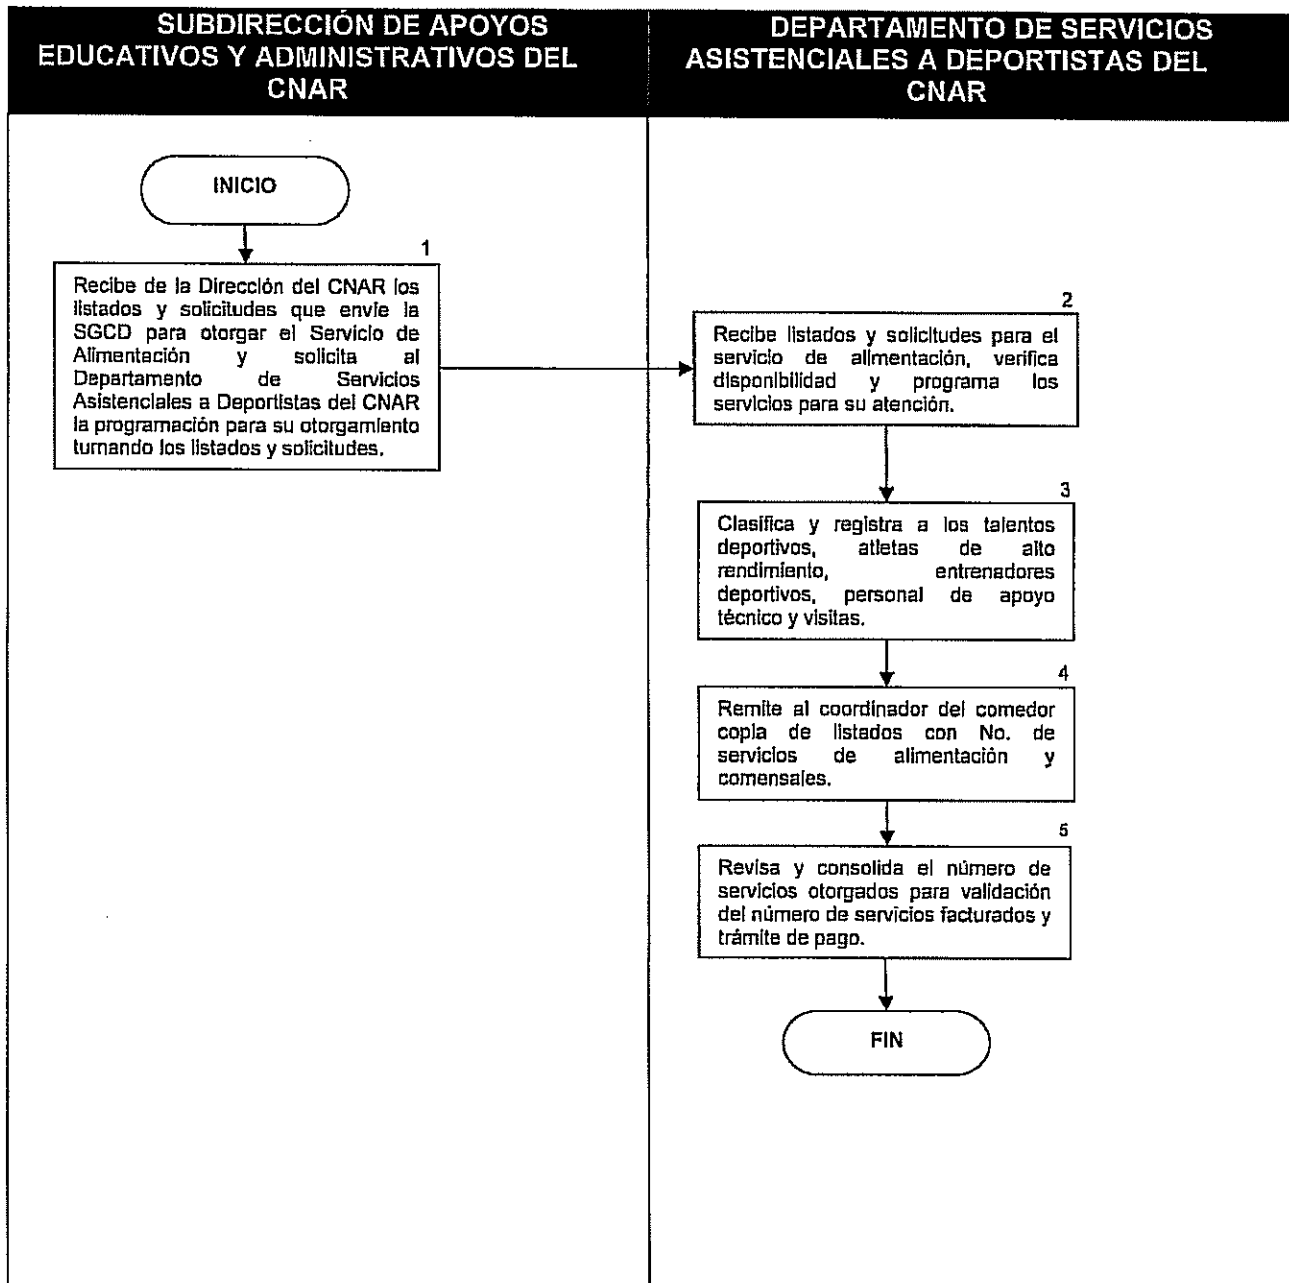 SUBDIRECCIÓN DE APOYOS
EDUCATIVOS Y ADMINISTRATIVOS DEL
CNAR
DEPARTAMENTO DE SERVICIOS
ASISTENCIALES A DEPORTISTAS DEL
CNAR
INICIO
1
Recibe de la Dirección del CNAR los
listados y solicitudes que envíe la
SGCD para otorgar el Servicio de
Alimentación y solicita al
Departamento de Servicios
Asistenciales a Deportistas del CNAR
la programación para su otorgamiento
turnando los listados y solicitudes.
2
Recibe listados y solicitudes para el
servicio de alimentación, verifica
disponibilidad y programa los
servicios para su atención.
3
Clasifica y registra a los talentos
deportivos, atletas de alto
rendimiento, entrenadores
deportivos, personal de apoyo
técnico y visitas.
4
Remite al coordinador del comedor
copia de listados con No. de
servicios de alimentación y
comensales.
5
Revisa y consolida el número de
servicios otorgados para validación
del número de servicios facturados y
trámite de pago.
FIN